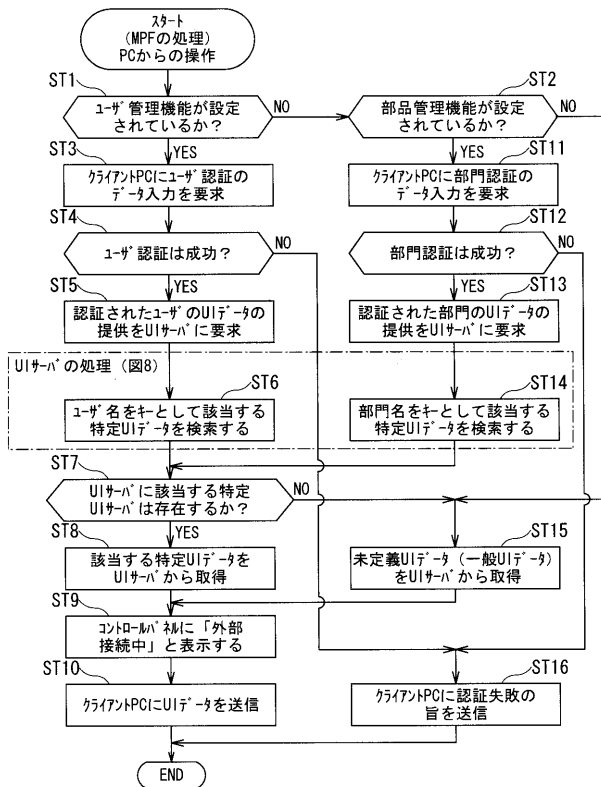 スタート
(MPFの処理)
PCからの操作
ST1
ユーザ管理機能が設定
されているか?
NO
ST2
部品管理機能が設定
されているか?
NO
YES
ST3
クライアントPCにユーザ認証の
データ入力を要求
YES
ST11
クライアントPCに部門認証の
データ入力を要求
ST4
ユーザ認証は成功?
NO
ST12
部門認証は成功?
NO
YES
ST5
認証されたユーザのUIデータの
提供をUIサーバに要求
YES
ST13
認証された部門のUIデータの
提供をUIサーバに要求
UIサーバの処理(図8)
ST6
ユーザ名をキーとして該当する
特定UIデータを検索する
ST14
部門名をキーとして該当する
特定UIデータを検索する
ST7
UIサーバに該当する特定
UIサーバは存在するか?
NO
YES
ST8
該当する特定UIデータを
UIサーバから取得
ST15
未定義UIデータ(一般UIデータ)
をUIサーバから取得
ST9
コントロールパネルに「外部
接続中」と表示する
ST10
クライアントPCにUIデータを送信
ST16
クライアントPCに認証失敗の
旨を送信
END